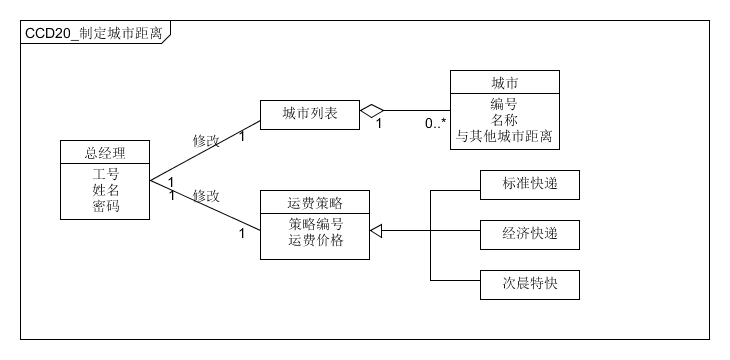 CCD20_制定城市距离
城市
编号
名称
与其他城市距离
城市列表
1
0..*
修改
1
总经理
工号
姓名
密码
1
1
修改
1
运费策略
策略编号
运费价格
标准快递
经济快递
次晨特快